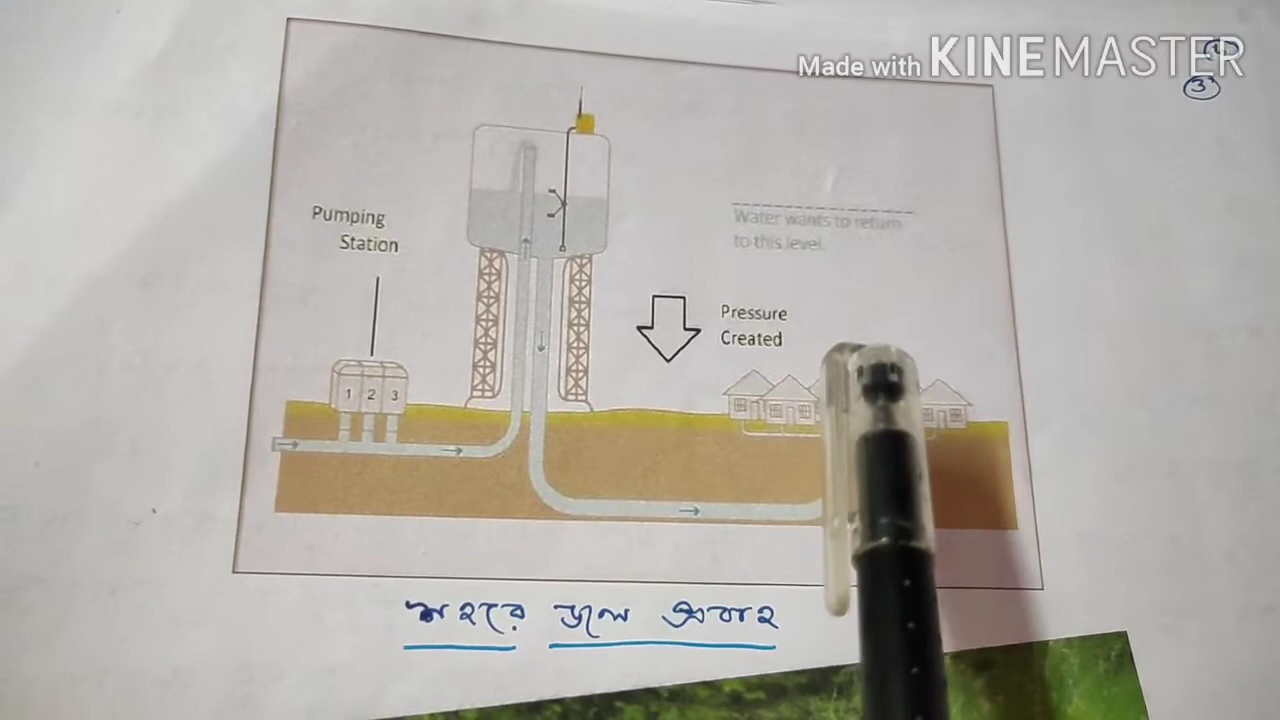 Made with KINEMASTER
3
Pumping
Station
Water wants to return
to this level.
Pressure
Created
1 2 3
শহরে জল প্রবাহ